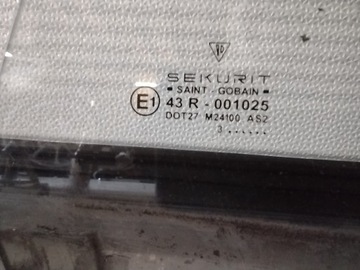 SEKURIT
SAINT - GOBAIN
E1 43 R - 001025
DOT27 M24100 AS2
3 ......